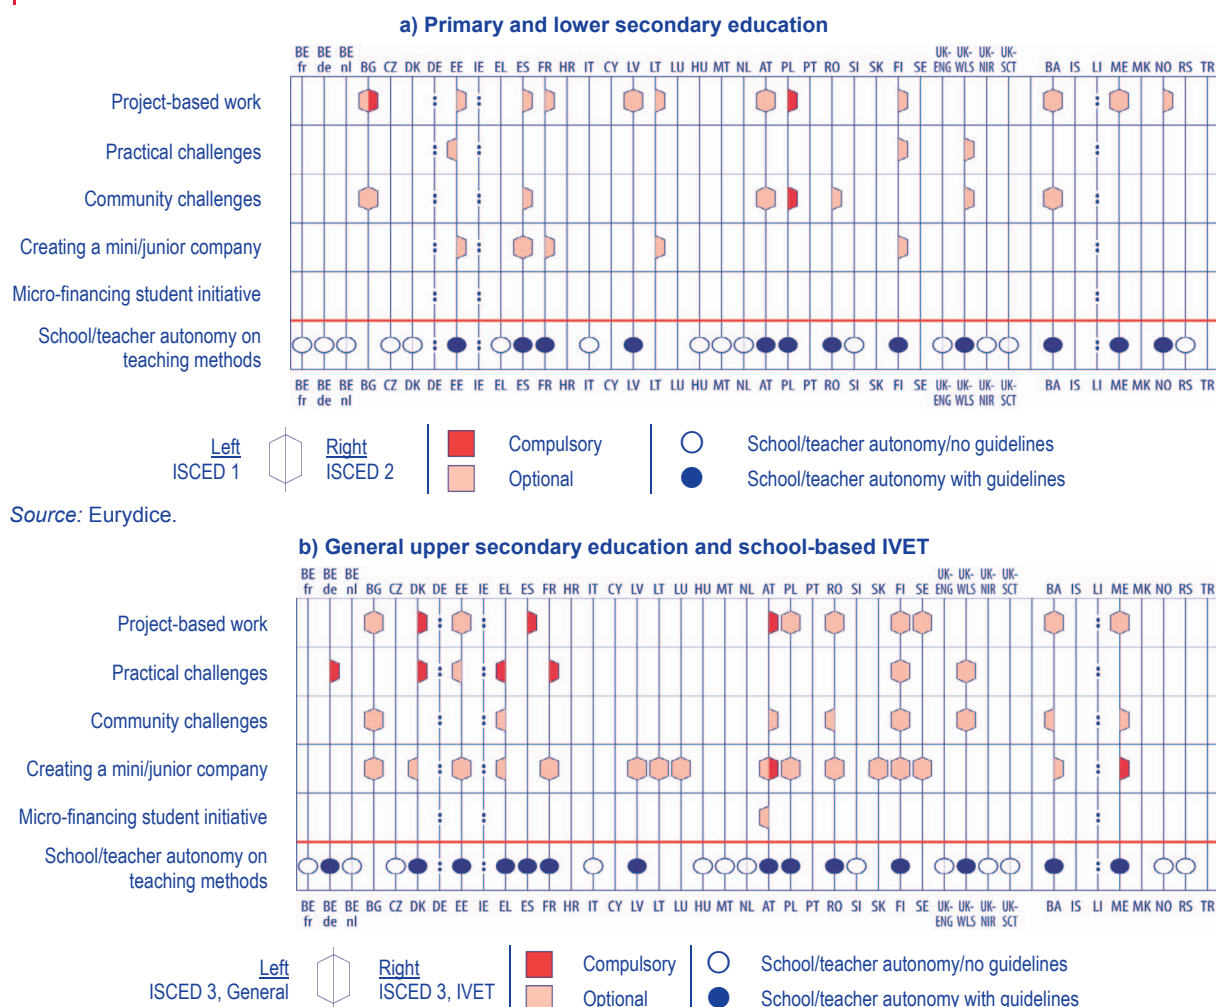 a) Primary and lower secondary education
BE BE BE UK- UK- UK- UK-
fr de nl BG CZ DK DE EE IE EL ES FR HR IT CY LV LT LU HU MT NL AT PL PT RO SI SK FI SE ENG WLS NIR SCT BA IS LI ME MK NO RS TR
Project-based work
Practical challenges
Community challenges
Creating a mini/junior company
Micro-financing student initiative
School/teacher autonomy on
teaching methods
BE BE BE BG CZ DK DE EE IE EL ES FR HR IT CY LV LT LU HU MT NL AT PL PT RO SI SK FI SE UK- UK- UK- UK- BA IS LI ME MK NO RS TR
fr de nl ENG WLS NIR SCT
Left Right Compulsory School/teacher autonomy/no guidelines
ISCED 1 ISCED 2 Optional School/teacher autonomy with guidelines
Source: Eurydice.
b) General upper secondary education and school-based IVET
BE BE BE UK- UK- UK- UK-
fr de nl BG CZ DK DE EE IE EL ES FR HR IT CY LV LT LU HU MT NL AT PL PT RO SI SK FI SE ENG WLS NIR SCT BA IS LI ME MK NO RS TR
Project-based work
Practical challenges
Community challenges
Creating a mini/junior company
Micro-financing student initiative
School/teacher autonomy on
teaching methods
BE BE BE BG CZ DK DE EE IE EL ES FR HR IT CY LV LT LU HU MT NL AT PL PT RO SI SK FI SE UK- UK- UK- UK- BA IS LI ME MK NO RS TR
fr de nl ENG WLS NIR SCT
Left Right Compulsory School/teacher autonomy/no guidelines
ISCED 3, General ISCED 3, IVET Optional School/teacher autonomy with guidelines